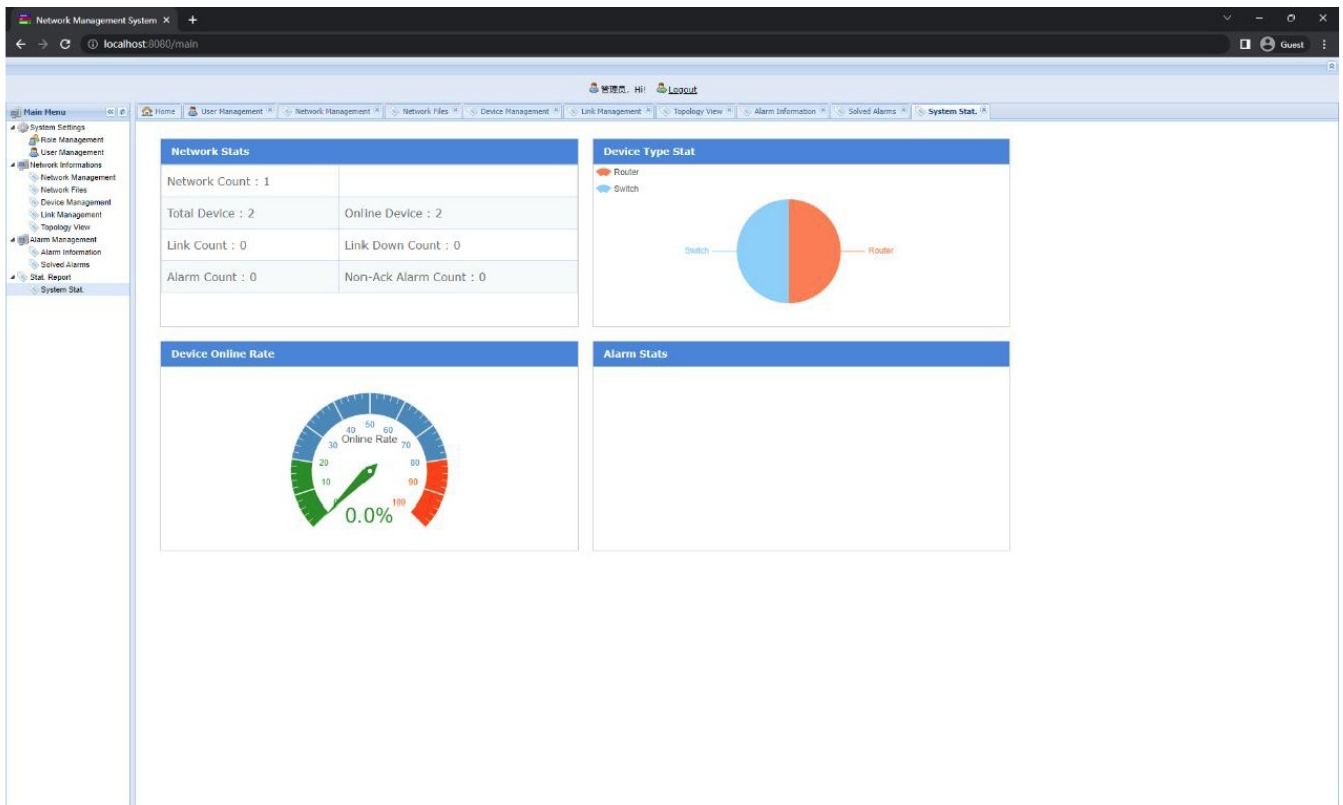 Network Management System
localhost:8080/main
Guest
管理员, Hi! Logout
Main Menu
Home
User Management
Network Management
Network Files
Device Management
Link Management
Topology View
Alarm Information
Solved Alarms
System Stat.
System Settings
Role Management
User Management
Network Informations
Network Management
Network Files
Device Management
Link Management
Topology View
Alarm Management
Alarm Information
Solved Alarms
Stat. Report
System Stat.
Network Stats
Network Count : 1
Total Device : 2 Online Device : 2
Link Count : 0 Link Down Count : 0
Alarm Count : 0 Non-Ack Alarm Count : 0
Device Type Stat
Router
Switch
Switch
Router
Device Online Rate
0
10
20
30
40
50
60
70
80
90
100
Online Rate
0.0%
Alarm Stats